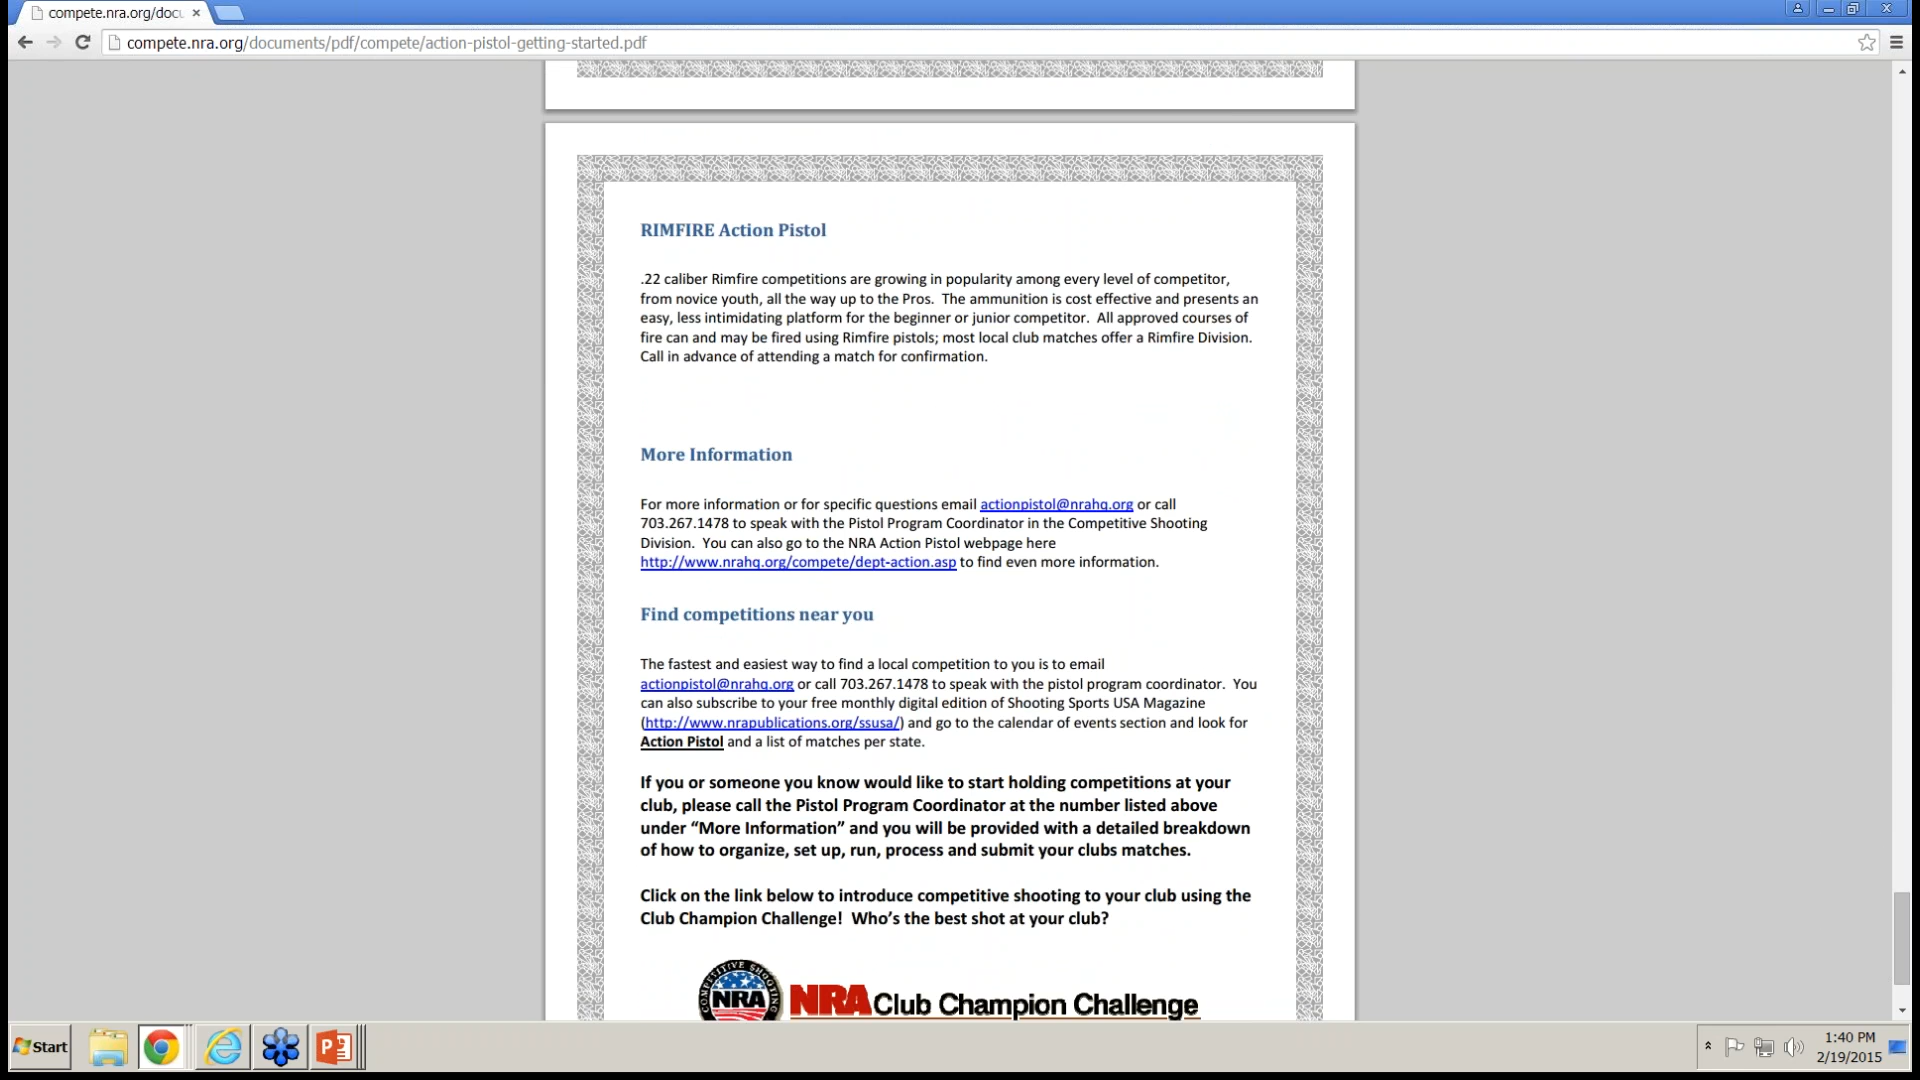 compete.nra.org/docu
compete.nra.org/documents/pdf/compete/action-pistol-getting-started.pdf
RIMFIRE Action Pistol
.22 caliber Rimfire competitions are growing in popularity among every level of competitor,
from novice youth, all the way up to the Pros.  The ammunition is cost effective and presents an
easy, less intimidating platform for the beginner or junior competitor.  All approved courses of
fire can and may be fired using Rimfire pistols; most local club matches offer a Rimfire Division.
Call in advance of attending a match for confirmation.
More Information
For more information or for specific questions email actionpistol@nrahq.org or call
703.267.1478 to speak with the Pistol Program Coordinator in the Competitive Shooting
Division.  You can also go to the NRA Action Pistol webpage here
http://www.nrahq.org/compete/dept-action.asp to find even more information.
Find competitions near you
The fastest and easiest way to find a local competition to you is to email
actionpistol@nrahq.org or call 703.267.1478 to speak with the pistol program coordinator.  You
can also subscribe to your free monthly digital edition of Shooting Sports USA Magazine
(http://www.nrapublications.org/ssusa/) and go to the calendar of events section and look for
Action Pistol and a list of matches per state.
If you or someone you know would like to start holding competitions at your
club, please call the Pistol Program Coordinator at the number listed above
under “More Information” and you will be provided with a detailed breakdown
of how to organize, set up, run, process and submit your clubs matches.
Click on the link below to introduce competitive shooting to your club using the
Club Champion Challenge!  Who’s the best shot at your club?
COMPETITIVE SHOOTING
NRA
NRA Club Champion Challenge
Start
1:40 PM
2/19/2015